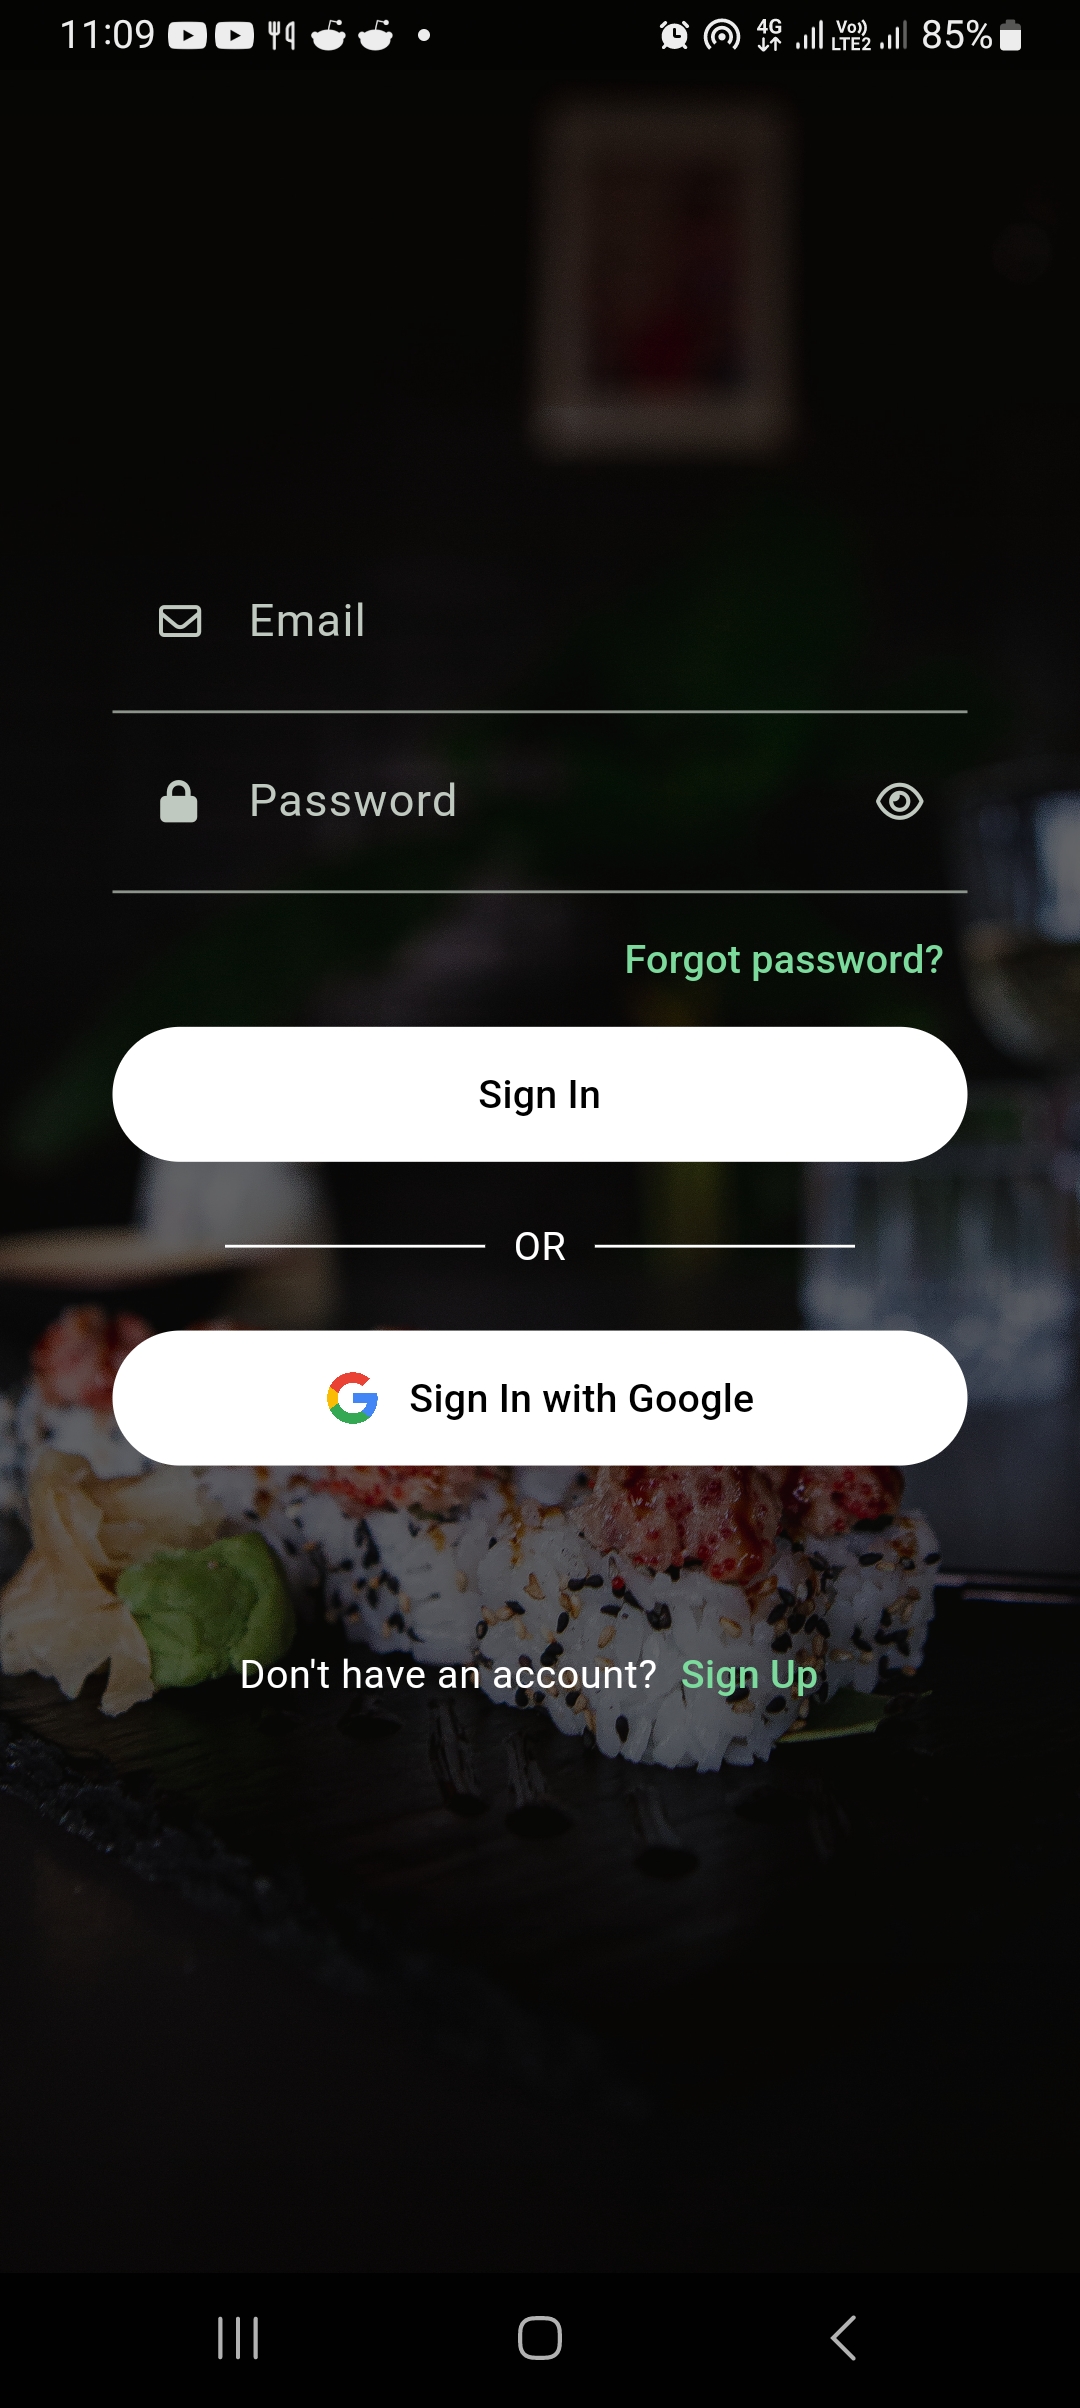 11:09 4G Vo)) LTE2 85%
Email
Password
Forgot password?
Sign In
OR
Sign In with Google
Don't have an account? Sign Up